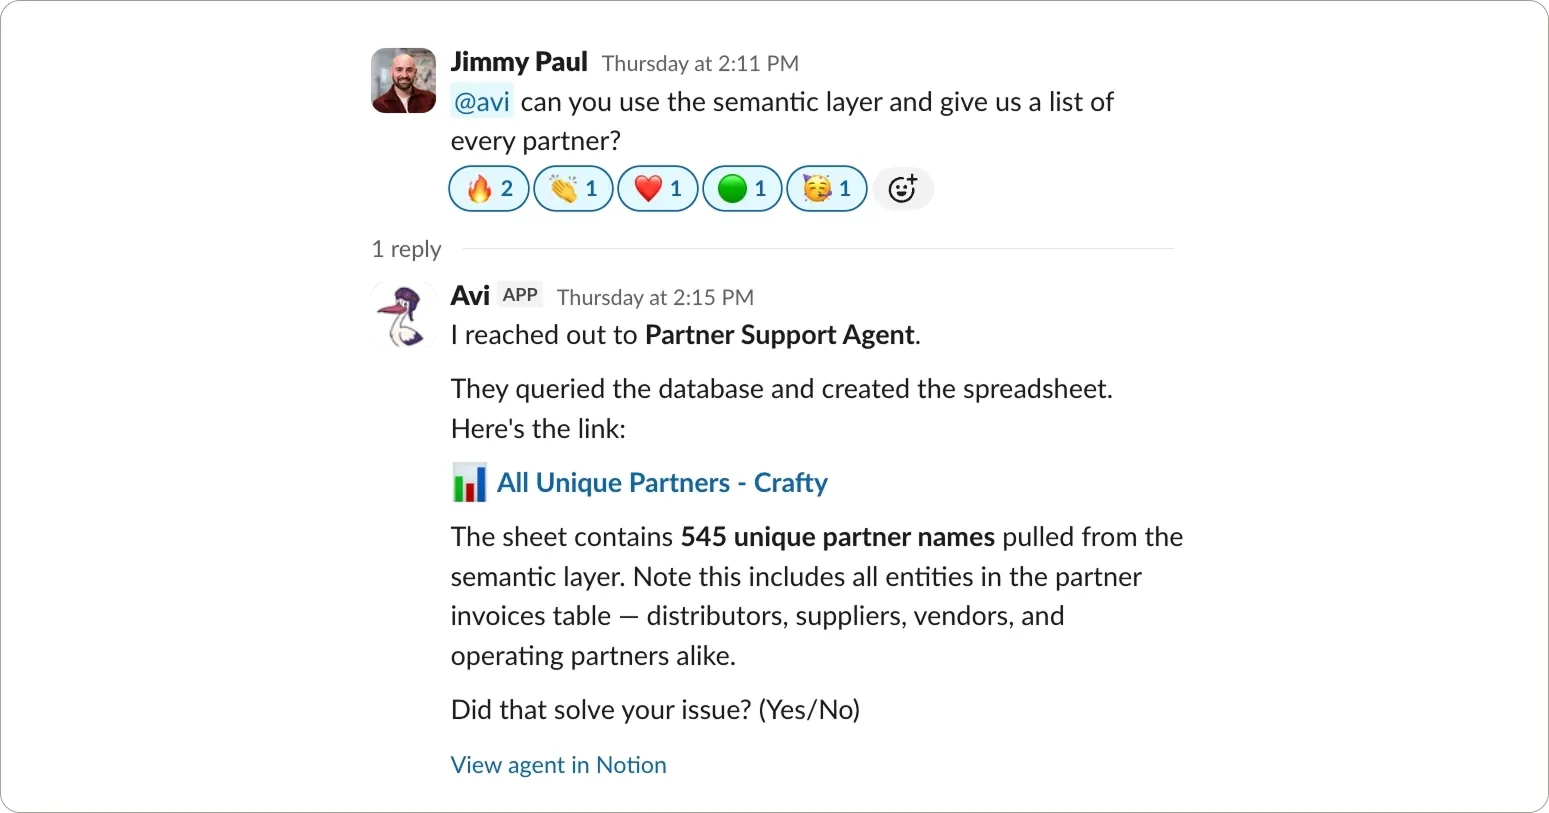 Jimmy Paul Thursday at 2:11 PM
@avi can you use the semantic layer and give us a list of
every partner?
🔥 2 👏 1 ❤️ 1 🟢 1 🥳 1
1 reply
Avi APP Thursday at 2:15 PM
I reached out to Partner Support Agent.
They queried the database and created the spreadsheet.
Here's the link:
📊 All Unique Partners - Crafty
The sheet contains 545 unique partner names pulled from the
semantic layer. Note this includes all entities in the partner
invoices table — distributors, suppliers, vendors, and
operating partners alike.
Did that solve your issue? (Yes/No)
View agent in Notion